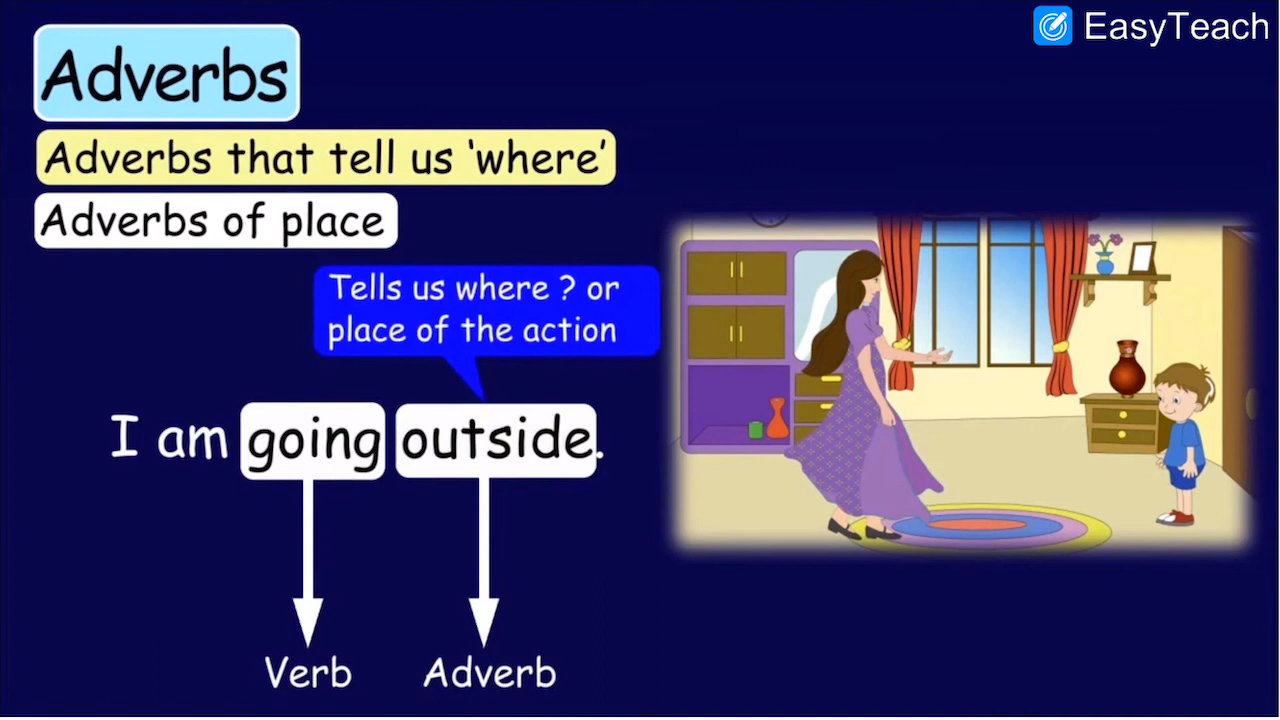 EasyTeach
Adverbs
Adverbs that tell us ‘where’
Adverbs of place
Tells us where ? or
place of the action
I am going outside.
Verb Adverb